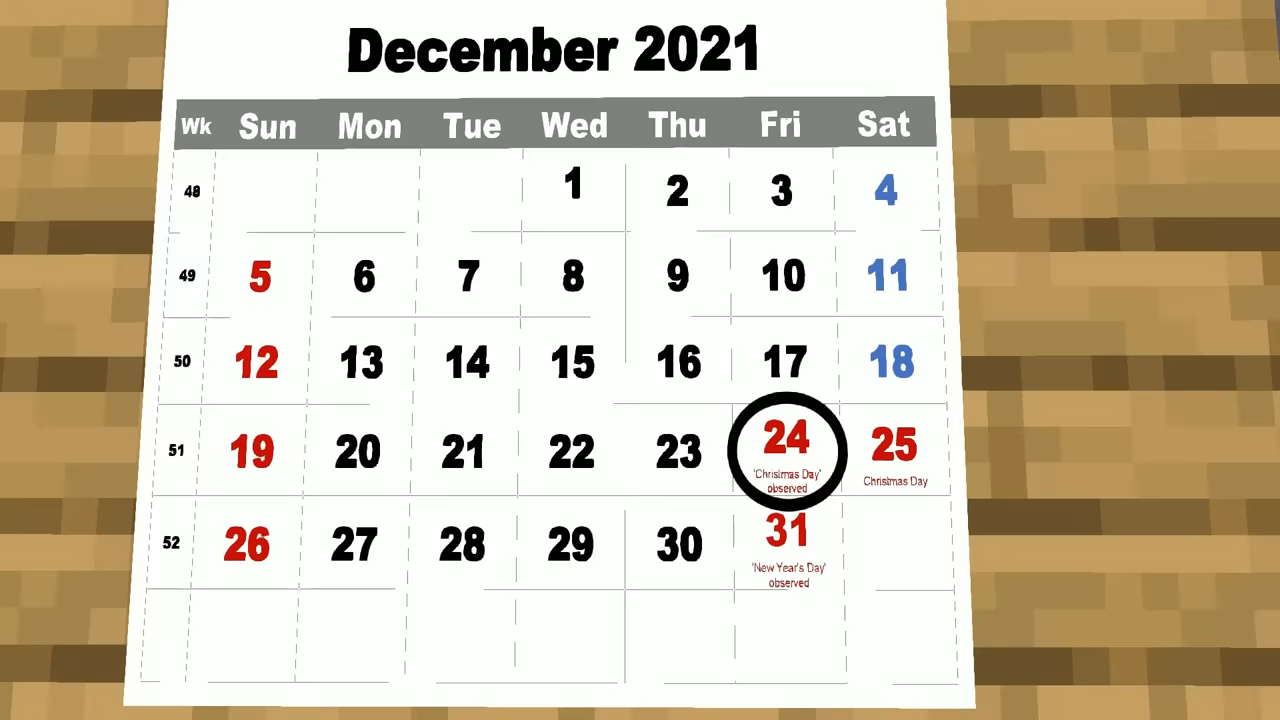 December 2021
Wk Sun Mon Tue Wed Thu Fri Sat
48 1 2 3 4
49 5 6 7 8 9 10 11
50 12 13 14 15 16 17 18
51 19 20 21 22 23 24 25
'Christmas Day' Christmas Day
observed
52 26 27 28 29 30 31
'New Year's Day'
observed